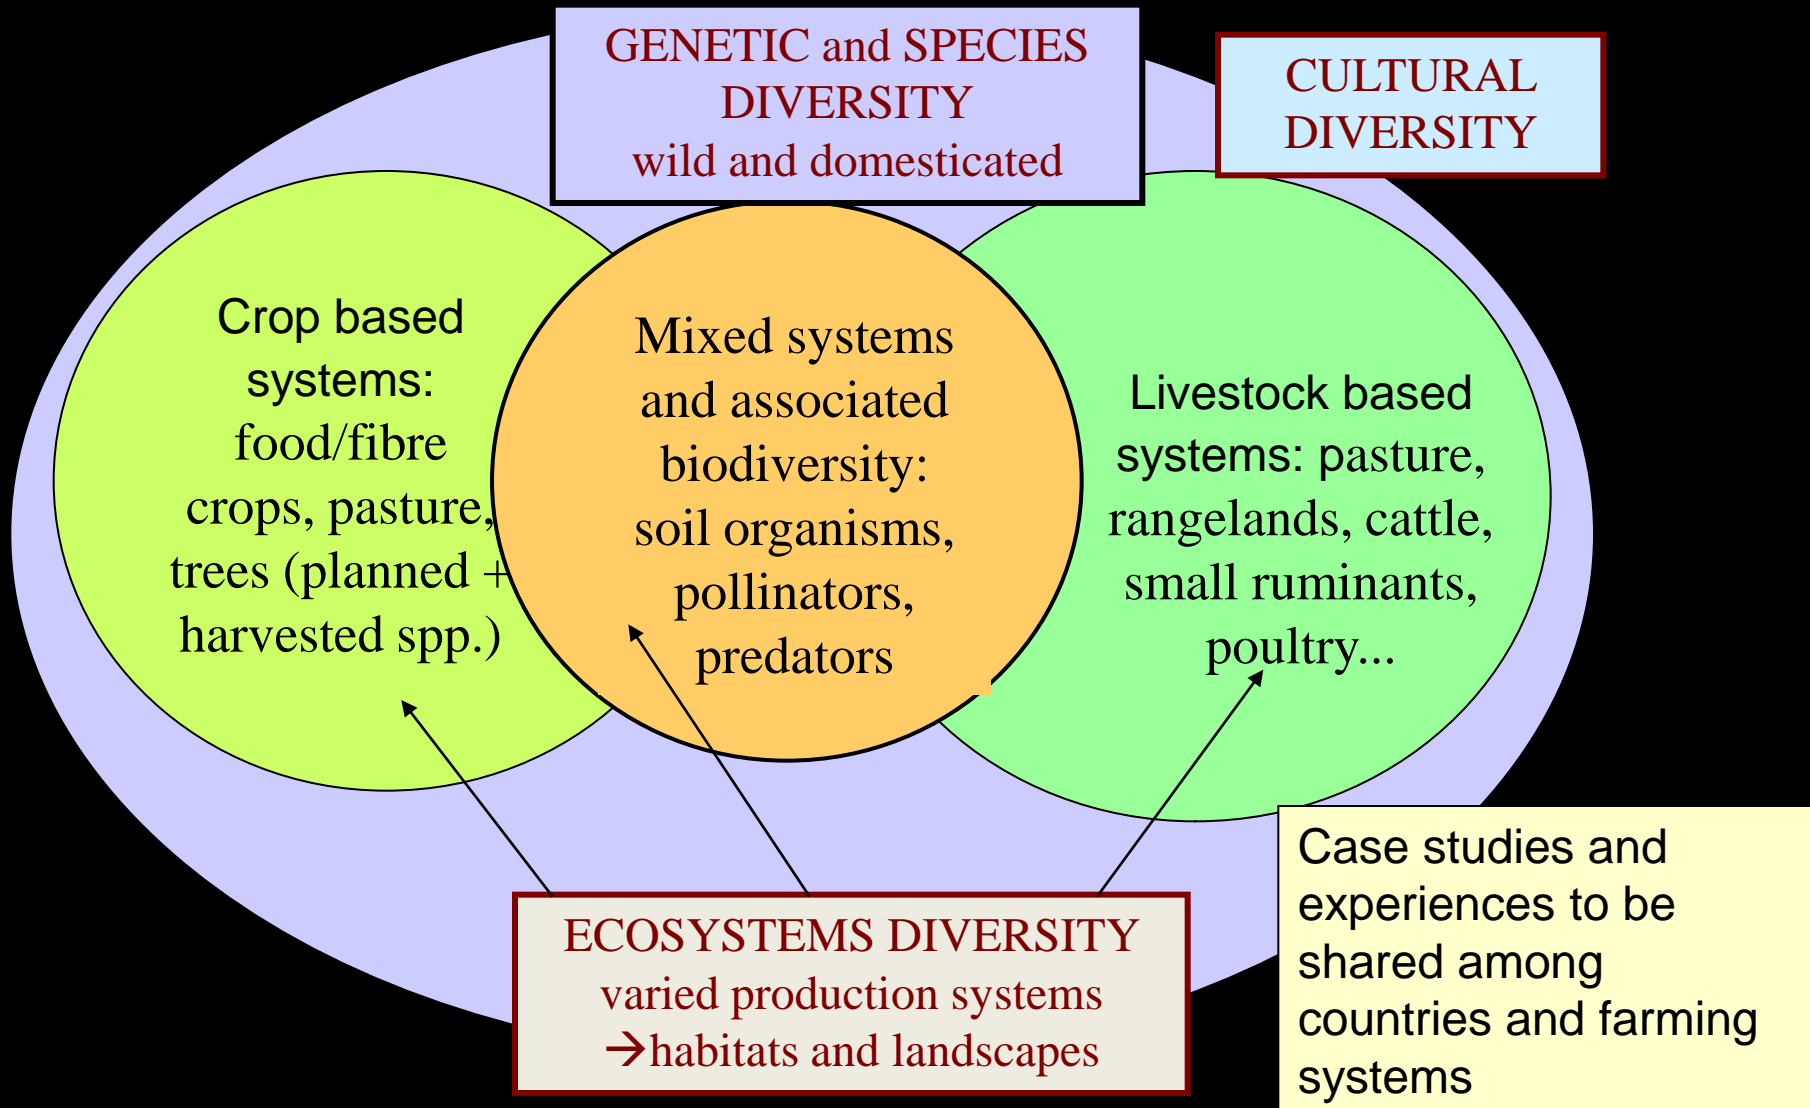 GENETIC and SPECIES
DIVERSITY
wild and domesticated
CULTURAL
DIVERSITY
Crop based
systems:
food/fibre
crops, pasture,
trees (planned +
harvested spp.)
Mixed systems
and associated
biodiversity:
soil organisms,
pollinators,
predators
Livestock based
systems: pasture,
rangelands, cattle,
small ruminants,
poultry...
ECOSYSTEMS DIVERSITY
varied production systems
→habitats and landscapes
Case studies and
experiences to be
shared among
countries and farming
systems